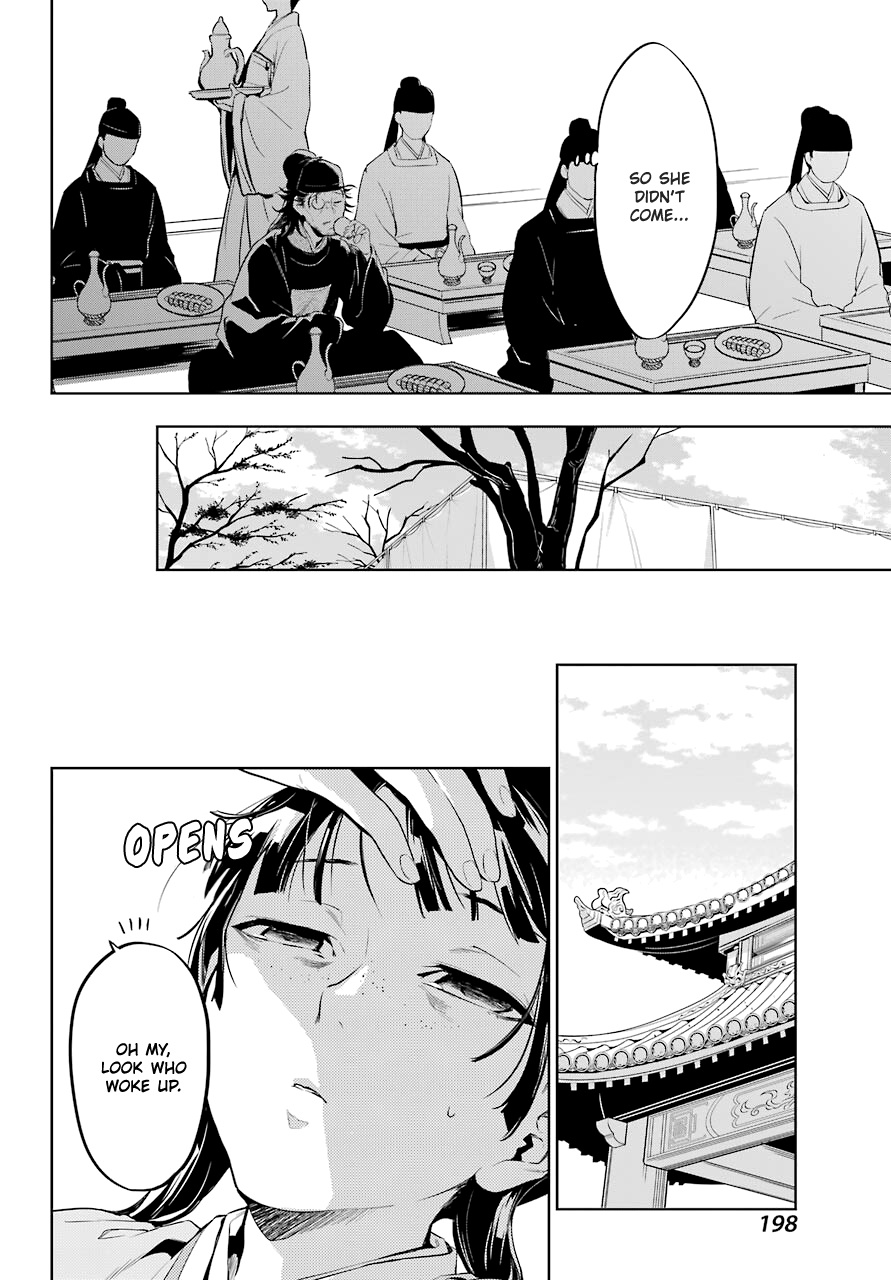 SO SHE
DIDN'T
COME...
OPENS
OH MY,
LOOK WHO
WOKE UP.
198